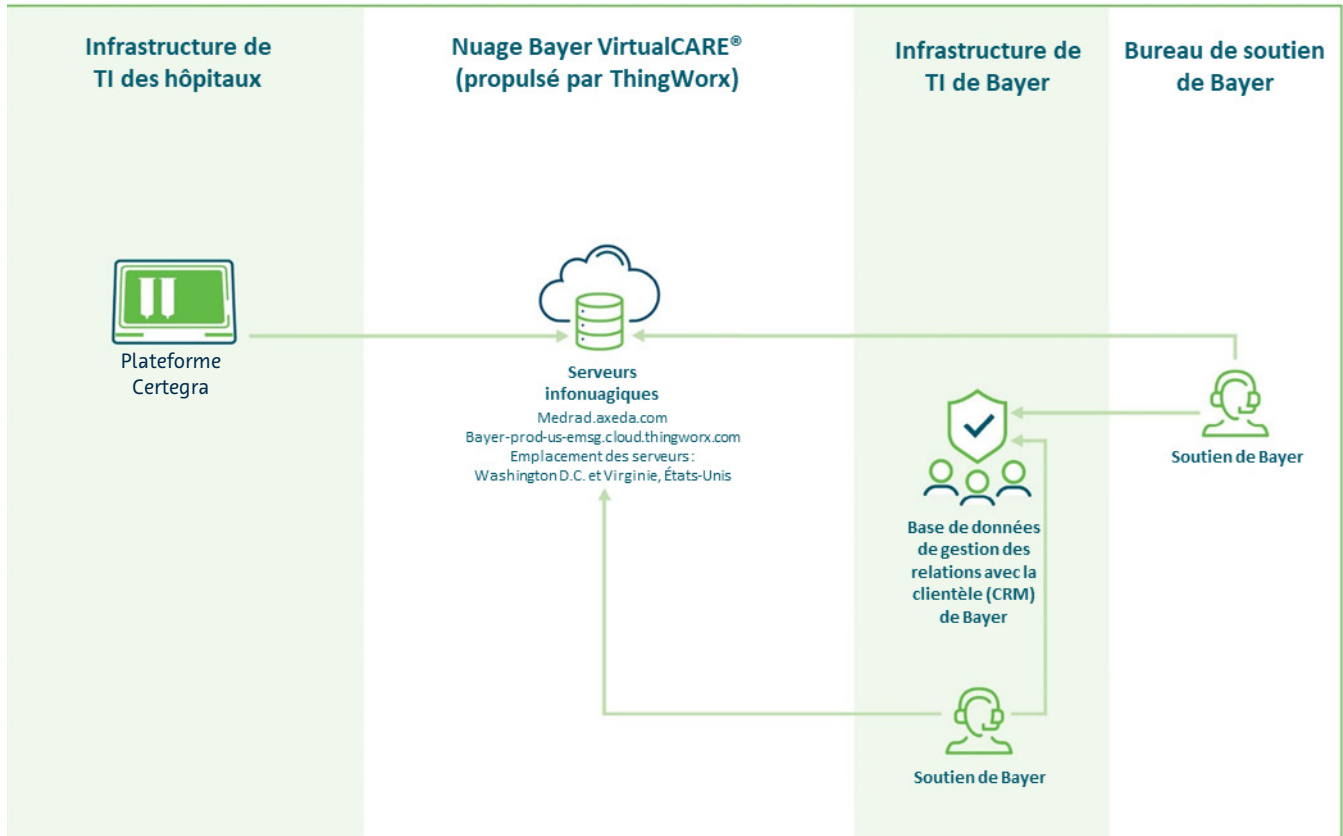 Infrastructure de
TI des hôpitaux
Nuage Bayer VirtualCARE®
(propulsé par ThingWorx)
Infrastructure de
TI de Bayer
Bureau de soutien
de Bayer
Plateforme
Certegra
Serveurs
infonuagiques
Medrad.axeda.com
Bayer-prod-us-emsg.cloud.thingworx.com
Emplacement des serveurs :
Washington D.C. et Virginie, États-Unis
Soutien de Bayer
Base de données
de gestion des
relations avec la
clientèle (CRM)
de Bayer
Soutien de Bayer